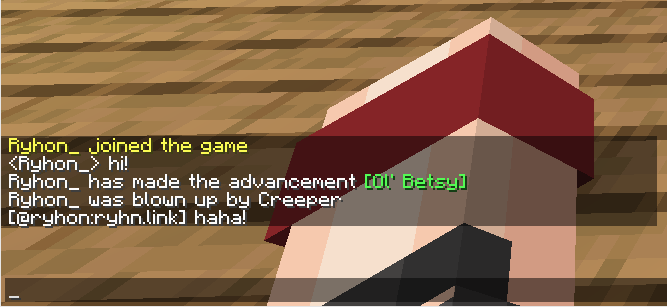 Ryhon_ joined the game
<Ryhon_> hi!
Ryhon_ has made the advancement [Ol' Betsy]
Ryhon_ was blown up by Creeper
[@ryhon:ryhn.link] haha!
_